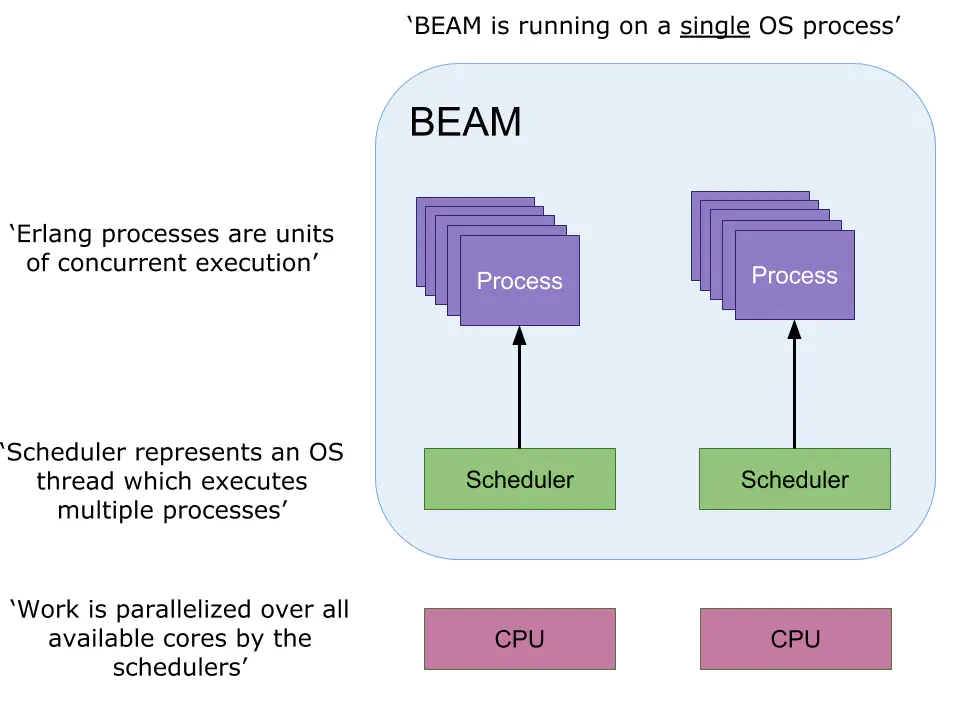 ‘BEAM is running on a single OS process’
BEAM
‘Erlang processes are units
of concurrent execution’
Process
Process
‘Scheduler represents an OS
thread which executes
multiple processes’
Scheduler
Scheduler
‘Work is parallelized over all
available cores by the
schedulers’
CPU
CPU